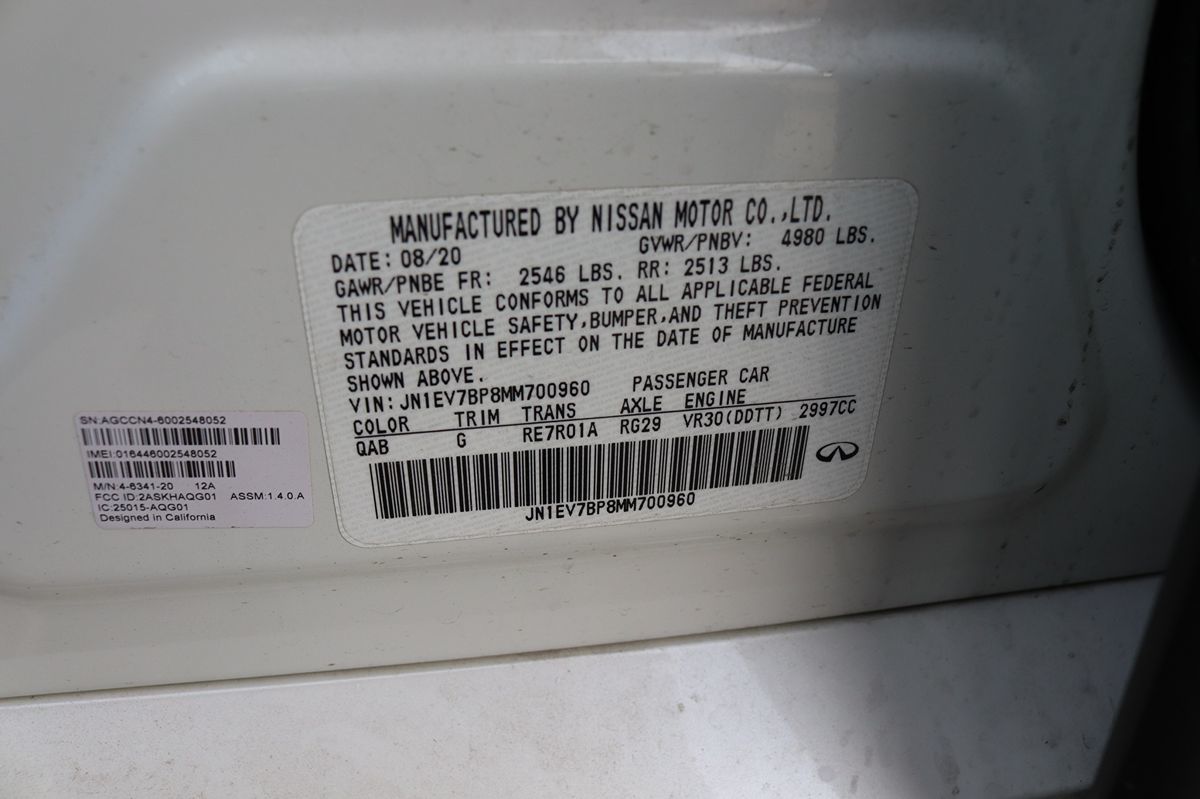 MANUFACTURED BY NISSAN MOTOR CO.,LTD.
DATE: 08/20 GVWR/PNBV: 4980 LBS.
GAWR/PNBE FR: 2546 LBS. RR: 2513 LBS.
THIS VEHICLE CONFORMS TO ALL APPLICABLE FEDERAL
MOTOR VEHICLE SAFETY,BUMPER,AND THEFT PREVENTION
STANDARDS IN EFFECT ON THE DATE OF MANUFACTURE
SHOWN ABOVE.
VIN: JN1EV7BP8MM700960 PASSENGER CAR
COLOR TRIM TRANS AXLE ENGINE
QAB G RE7R01A RG29 VR30(DDTT) 2997CC
JN1EV7BP8MM700960
SN:AGCCN4-6002548052
IMEI:016446002548052
M/N:4-6341-20 12A
FCC ID:2ASKHAQG01 ASSM:1.4.0.A
IC:25015-AQG01
Designed in California